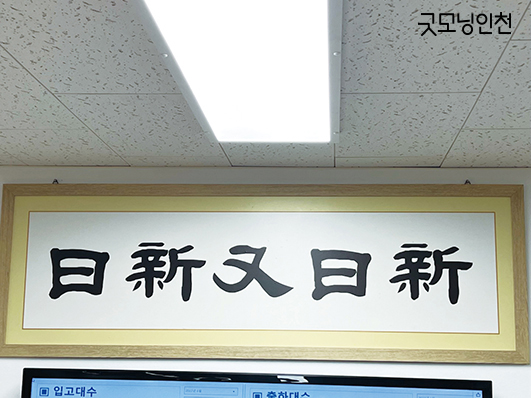 굿모닝인천
日新又日新
입고대수 출하대수